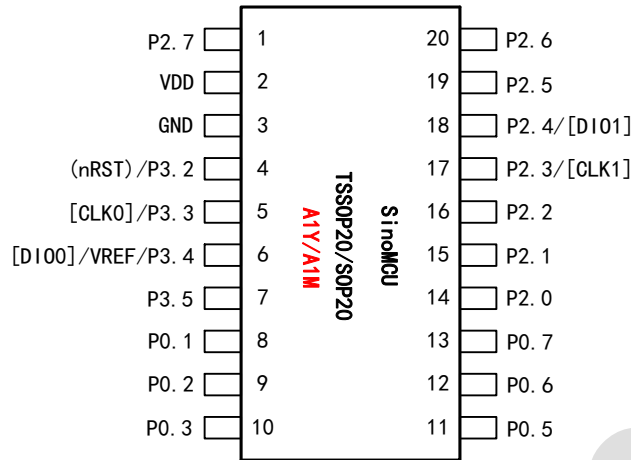 P2.7 1 20 P2.6
VDD 2 19 P2.5
GND 3 18 P2.4/[DIO1]
(nRST)/P3.2 4 17 P2.3/[CLK1]
[CLK0]/P3.3 5 16 P2.2
[DIO0]/VREF/P3.4 6 15 P2.1
P3.5 7 14 P2.0
P0.1 8 13 P0.7
P0.2 9 12 P0.6
P0.3 10 11 P0.5
SinoMCU
TSSOP20/SOP20
A1Y/A1M